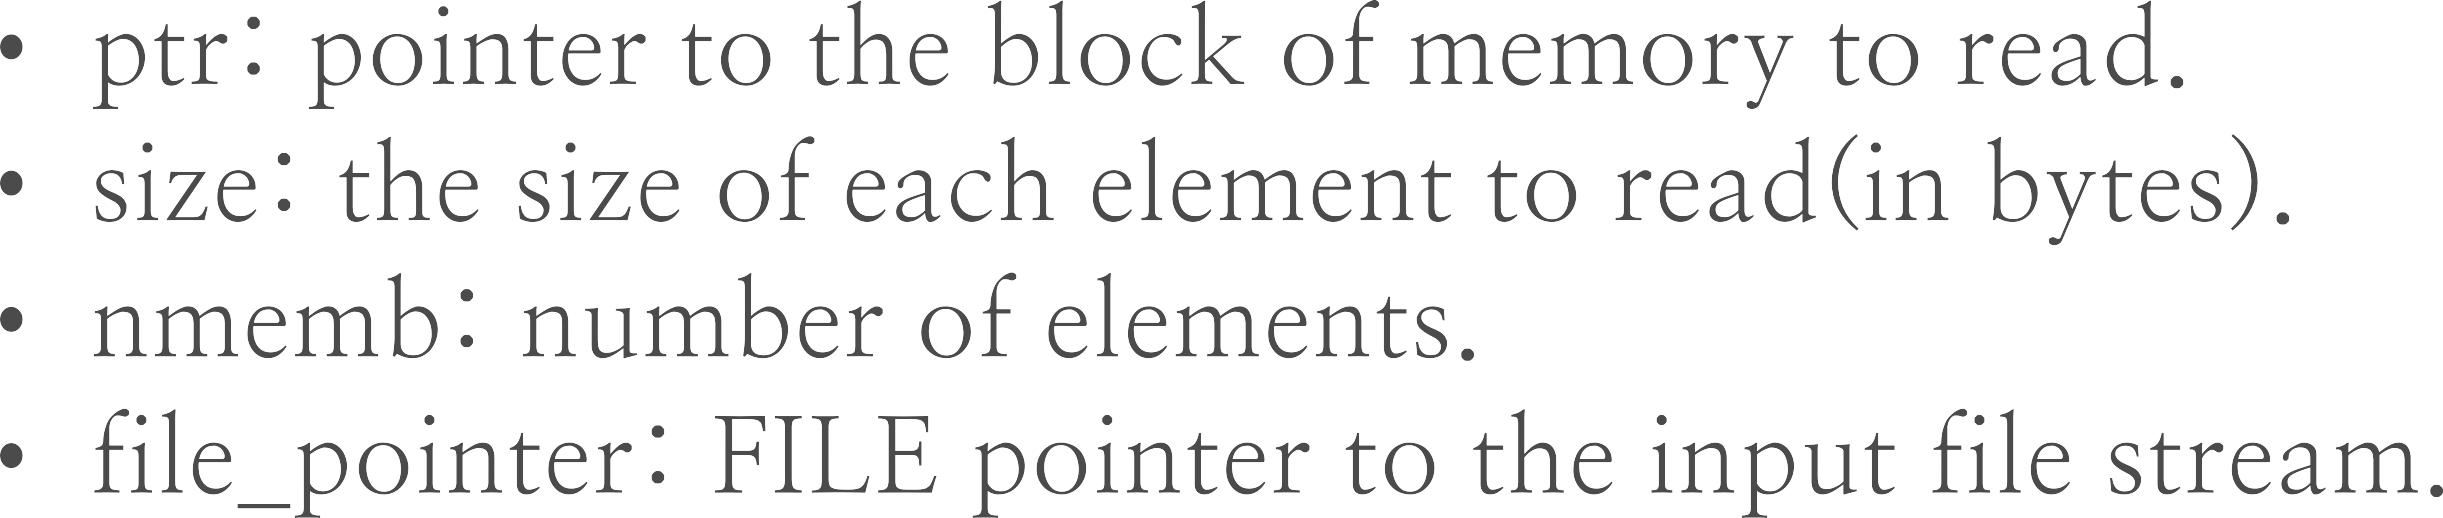 • ptr: pointer to the block of memory to read.
• size: the size of each element to read(in bytes).
• nmemb: number of elements.
• file_pointer: FILE pointer to the input file stream.